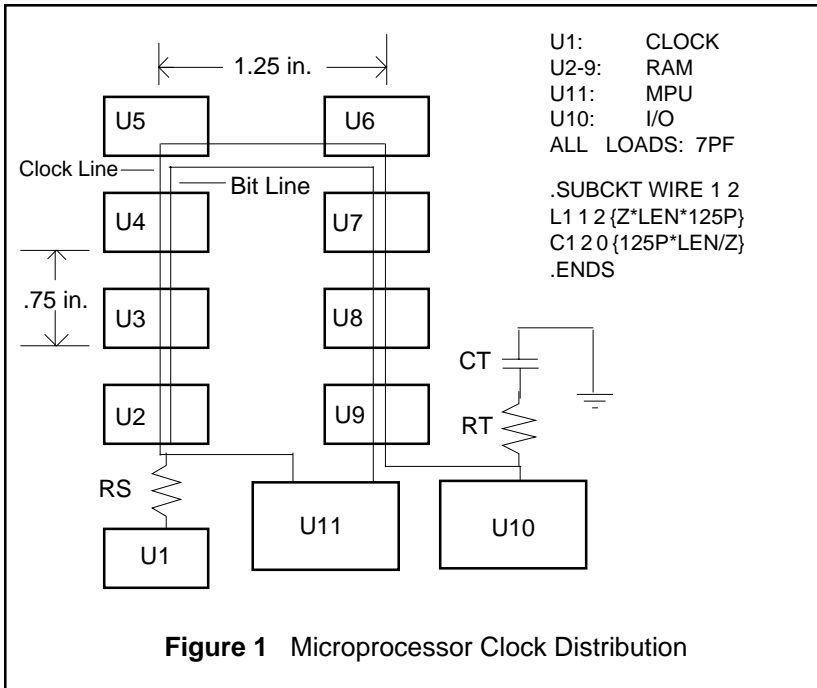 1.25 in.
U5
U6
Clock Line
Bit Line
U4
U7
.75 in.
U3
U8
U2
U9
RS
U11
U1
U10
CT
RT
U1: CLOCK
U2-9: RAM
U11: MPU
U10: I/O
ALL LOADS: 7PF
.SUBCKT WIRE 1 2
L1 1 2 {Z*LEN*125P}
C1 2 0 {125P*LEN/Z}
.ENDS
Figure 1 Microprocessor Clock Distribution